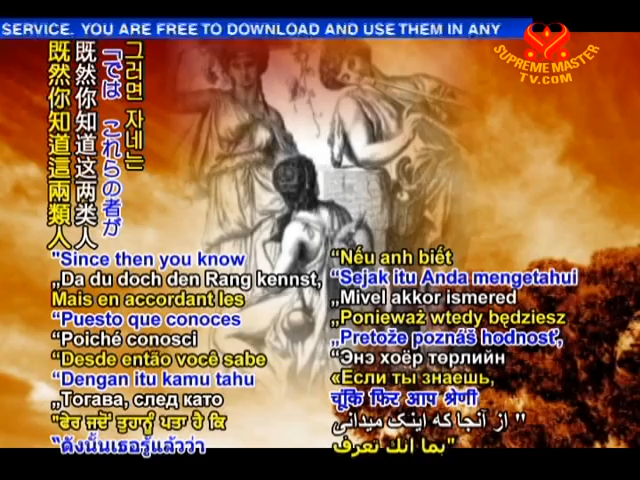 SERVICE. YOU ARE FREE TO DOWNLOAD AND USE THEM IN ANY
SUPREME MASTER
TV.COM
그러면 자네는
「では これらの者が
既然你知道这两类人
既然你知道這兩類人
"Since then you know
„Da du doch den Rang kennst,
Mais en accordant les
“Puesto que conoces
“Poiché conosci
“Desde então você sabe
“Dengan itu kamu tahu
„Тогава, след като
"ਫੇਰ ਜਦੋਂ ਤੁਹਾਨੂੰ ਪਤਾ ਹੈ ਕਿ
“ดังนั้นเธอรู้แล้วว่า
“Nếu anh biết
“Sejak itu Anda mengetahui
„Mivel akkor ismered
„Ponieważ wtedy będziesz
„Pretože poznáš hodnosť,
“Энэ хоёр төрлийн
«Если ты знаешь,
चूंकि फिर आप श्रेणी
" از آنجا که اینک میدانی
بما انك تعرف"